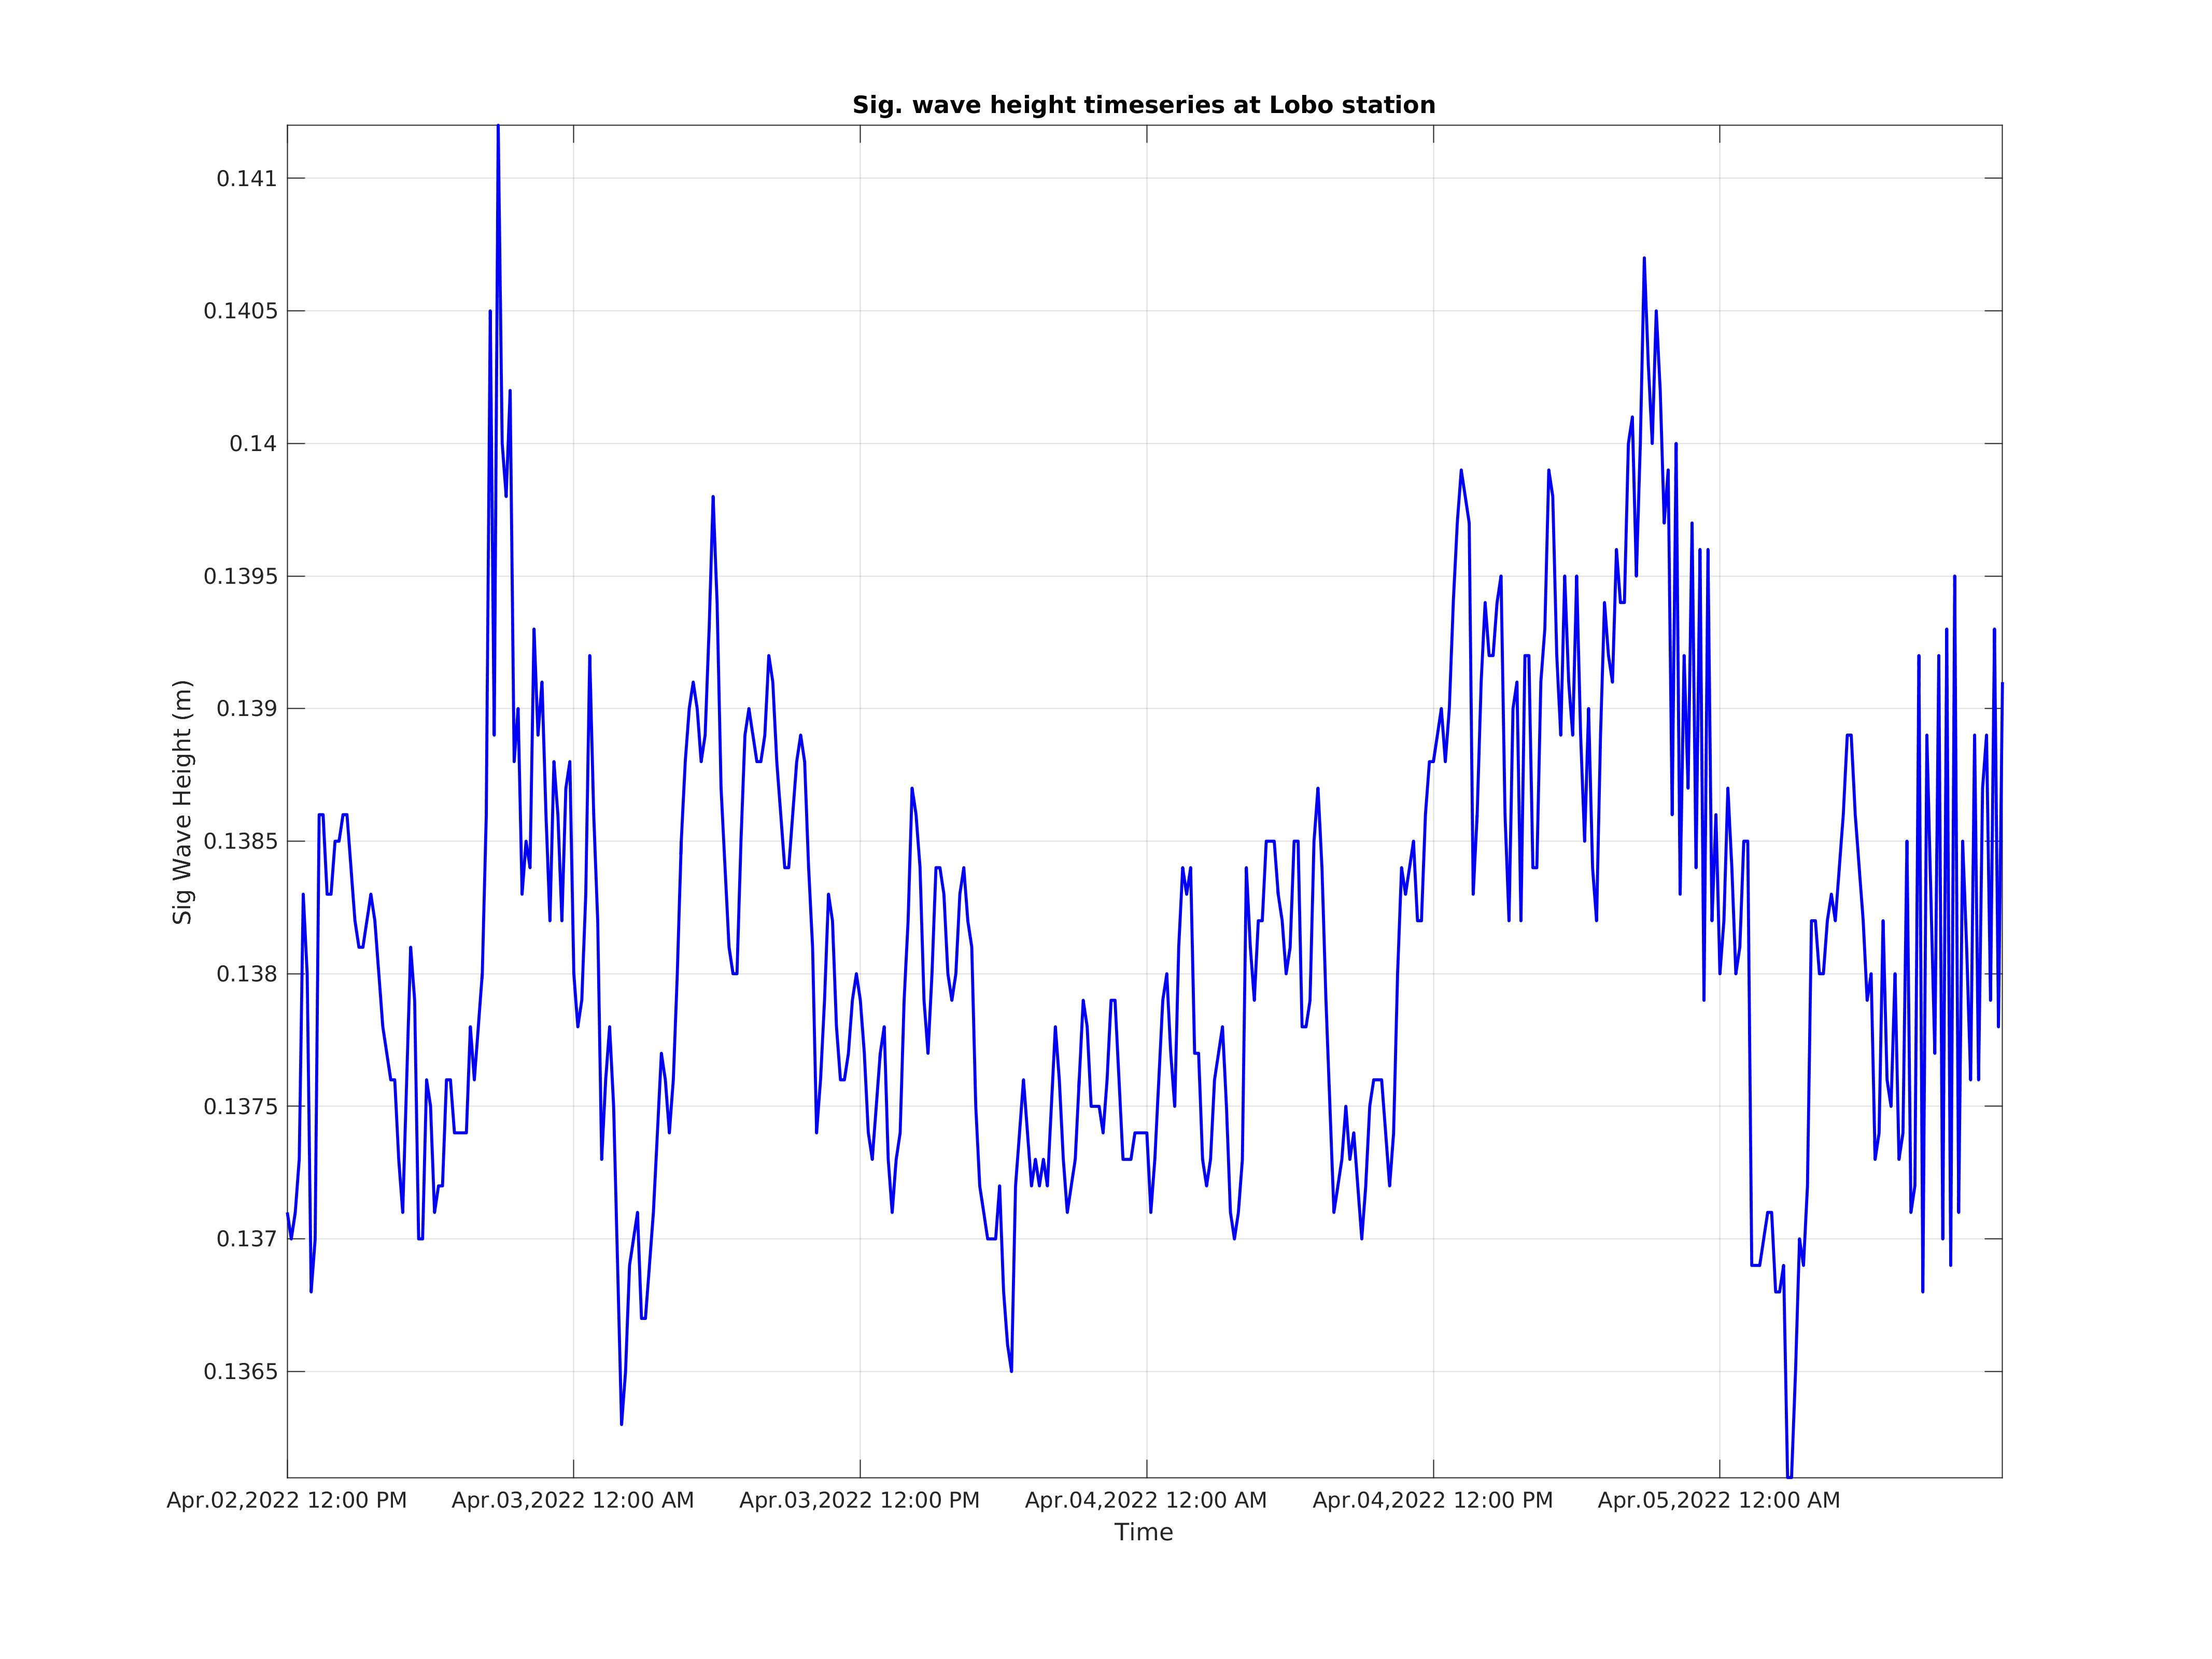 Sig. wave height timeseries at Lobo station
0.141
0.1405
0.14
0.1395
0.139
0.1385
0.138
0.1375
0.137
0.1365
Sig Wave Height (m)
Apr.02,2022 12:00 PM Apr.03,2022 12:00 AM Apr.03,2022 12:00 PM Apr.04,2022 12:00 AM Apr.04,2022 12:00 PM Apr.05,2022 12:00 AM
Time